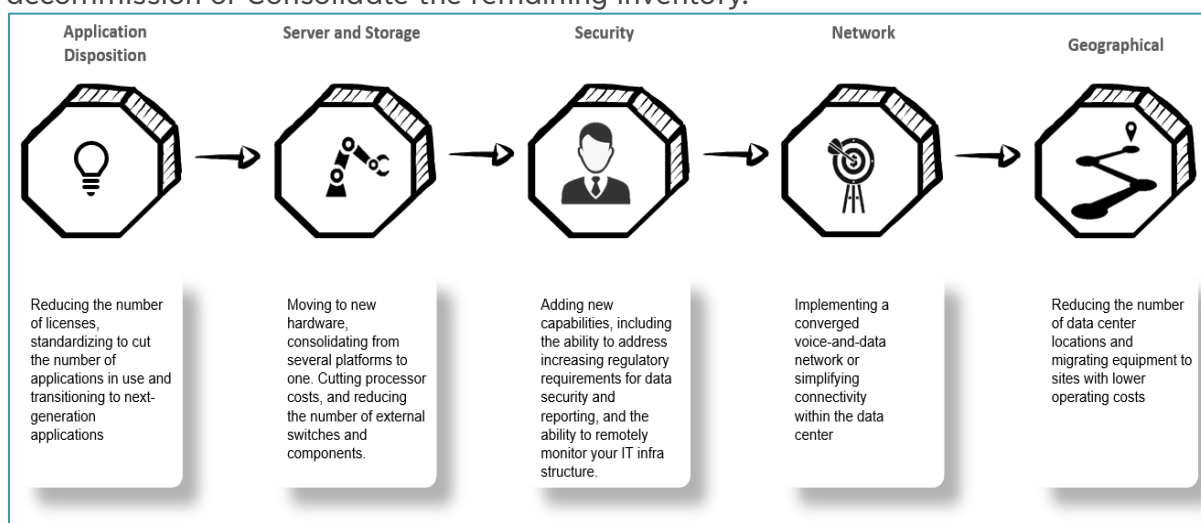 decommission or Consolidate the remaining inventory.
Application
Disposition
Server and Storage
Security
Network
Geographical
Reducing the number
of licenses,
standardizing to cut
the number of
applications in use and
transitioning to next-
generation
applications
Moving to new
hardware,
consolidating from
several platforms to
one. Cutting processor
costs, and reducing
the number of external
switches and
components.
Adding new
capabilities, including
the ability to address
increasing regulatory
requirements for data
security and
reporting, and the
ability to remotely
monitor your IT infra
structure.
Implementing a
converged
voice-and-data
network or
simplifying
connectivity
within the data
center
Reducing the number
of data center
locations and
migrating equipment to
sites with lower
operating costs